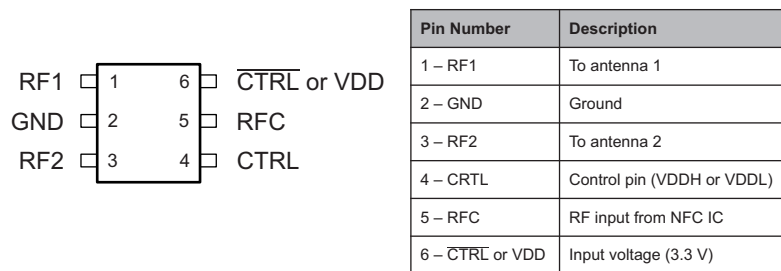 RF1 1 6 C̅T̅R̅L̅ or VDD
GND 2 5 RFC
RF2 3 4 CTRL
Pin Number Description
1 – RF1 To antenna 1
2 – GND Ground
3 – RF2 To antenna 2
4 – CRTL Control pin (VDDH or VDDL)
5 – RFC RF input from NFC IC
6 – C̅T̅R̅L̅ or VDD Input voltage (3.3 V)